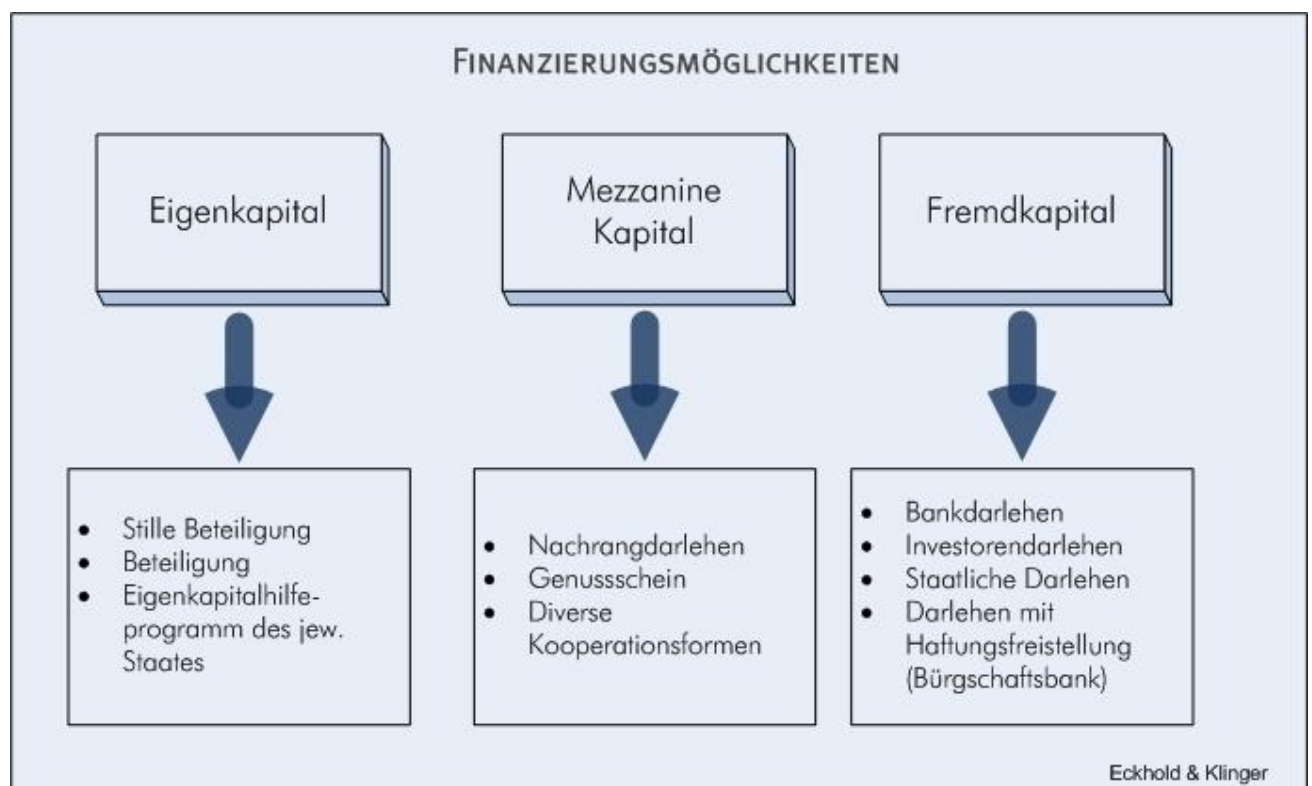 FINANZIERUNGSMÖGLICHKEITEN
Eigenkapital
Mezzanine
Kapital
Fremdkapital
• Stille Beteiligung
• Beteiligung
• Eigenkapitalhilfe-
programm des jew.
Staates
• Nachrangdarlehen
• Genussschein
• Diverse
Kooperationsformen
• Bankdarlehen
• Investorendarlehen
• Staatliche Darlehen
• Darlehen mit
Haftungsfreistellung
(Bürgschaftsbank)
Eckhold & Klinger